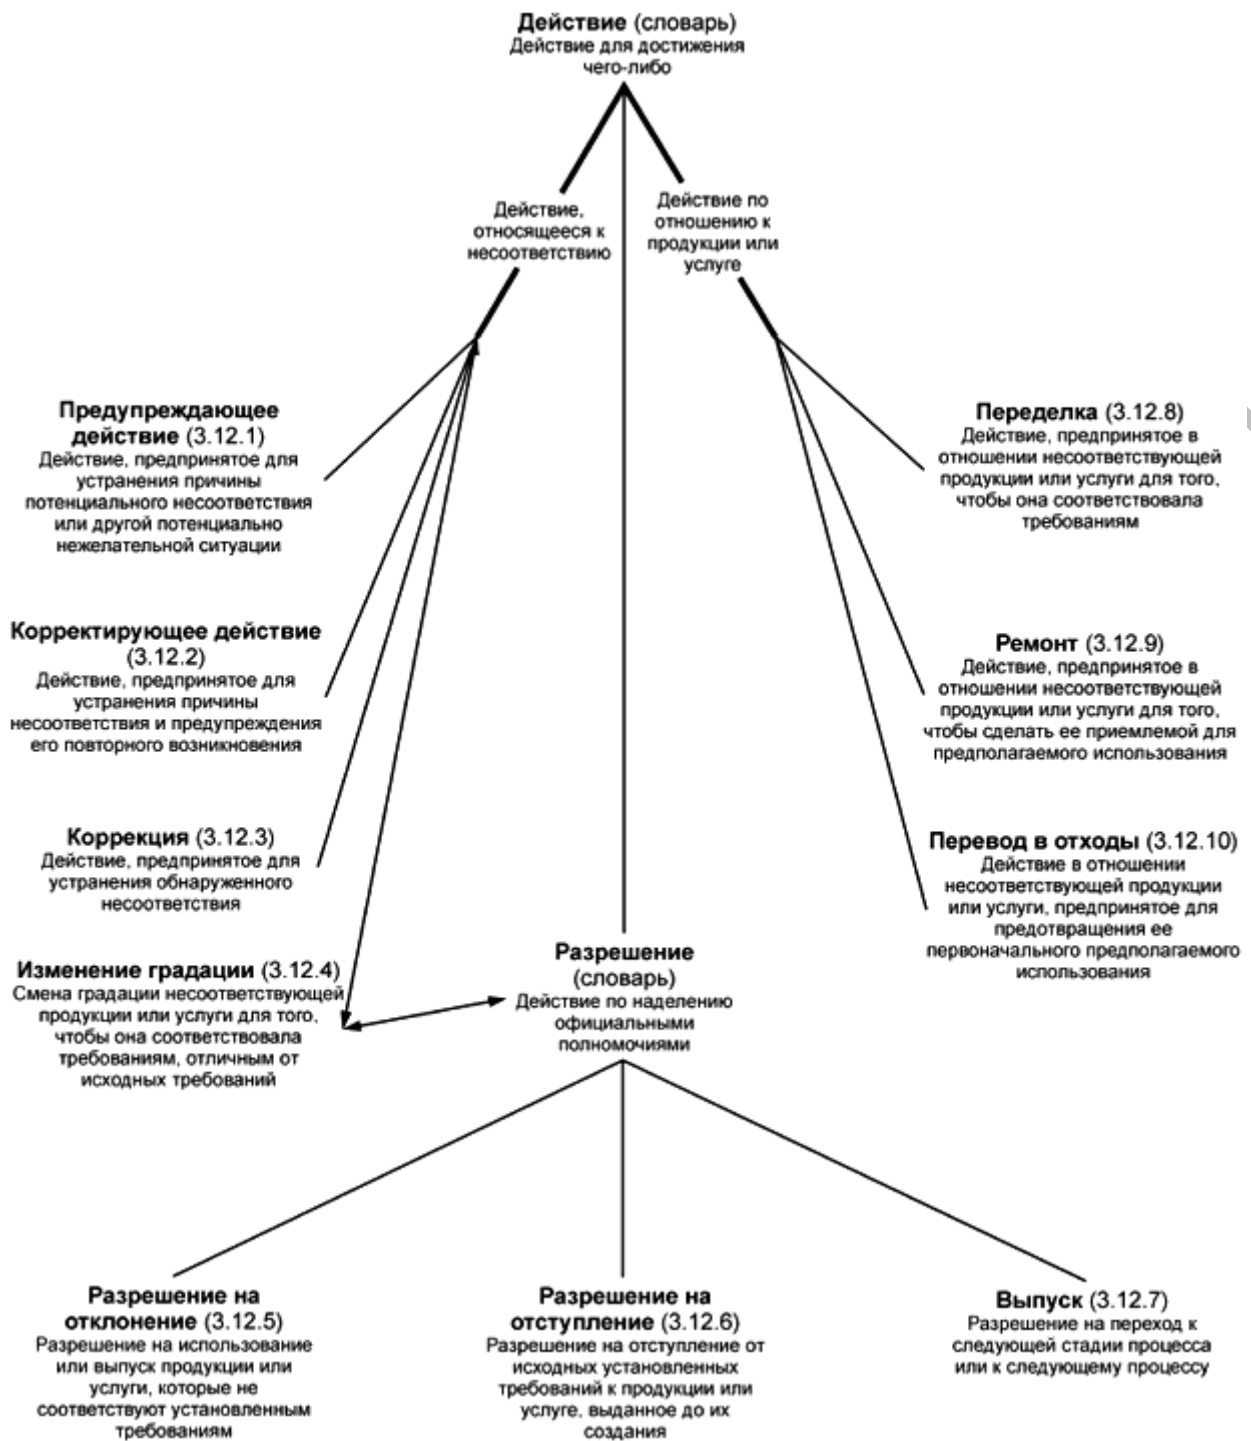 Действие (словарь)
Действие для достижения
чего-либо
Действие,
относящееся к
несоответствию
Действие по
отношению к
продукции или
услуге
Предупреждающее
действие (3.12.1)
Действие, предпринятое для
устранения причины
потенциального несоответствия
или другой потенциально
нежелательной ситуации
Переделка (3.12.8)
Действие, предпринятое в
отношении несоответствующей
продукции или услуги для того,
чтобы она соответствовала
требованиям
Корректирующее действие
(3.12.2)
Действие, предпринятое для
устранения причины
несоответствия и предупреждения
его повторного возникновения
Ремонт (3.12.9)
Действие, предпринятое в
отношении несоответствующей
продукции или услуги для того,
чтобы сделать ее приемлемой для
предполагаемого использования
Коррекция (3.12.3)
Действие, предпринятое для
устранения обнаруженного
несоответствия
Перевод в отходы (3.12.10)
Действие в отношении
несоответствующей продукции
или услуги, предпринятое для
предотвращения ее
первоначального предполагаемого
использования
Изменение градации (3.12.4)
Смена градации несоответствующей
продукции или услуги для того,
чтобы она соответствовала
требованиям, отличным от
исходных требований
Разрешение
(словарь)
Действие по наделению
официальными
полномочиями
Разрешение на
отклонение (3.12.5)
Разрешение на использование
или выпуск продукции или
услуги, которые не
соответствуют установленным
требованиям
Разрешение на
отступление (3.12.6)
Разрешение на отступление от
исходных установленных
требований к продукции или
услуге, выданное до их
создания
Выпуск (3.12.7)
Разрешение на переход к
следующей стадии процесса
или к следующему процессу